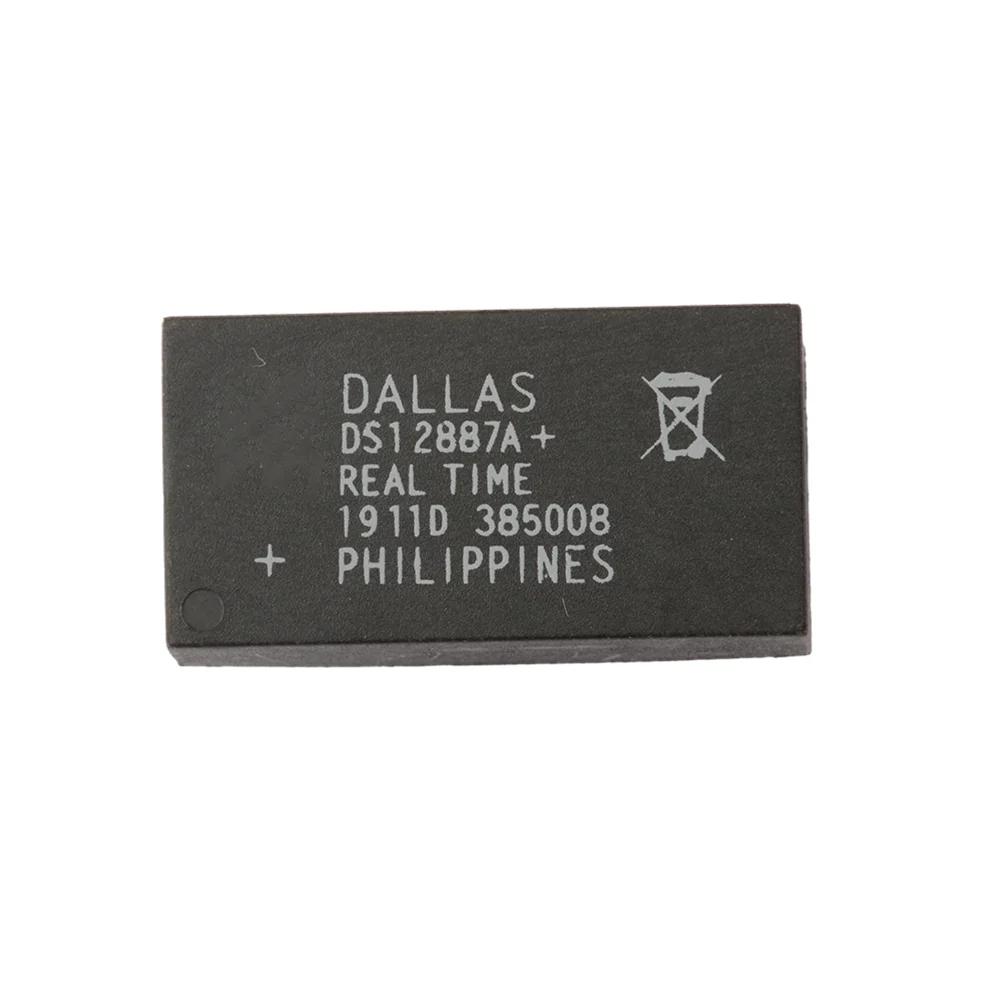 DALLAS
DS12887A+
REAL TIME
1911D 385008
+ PHILIPPINES